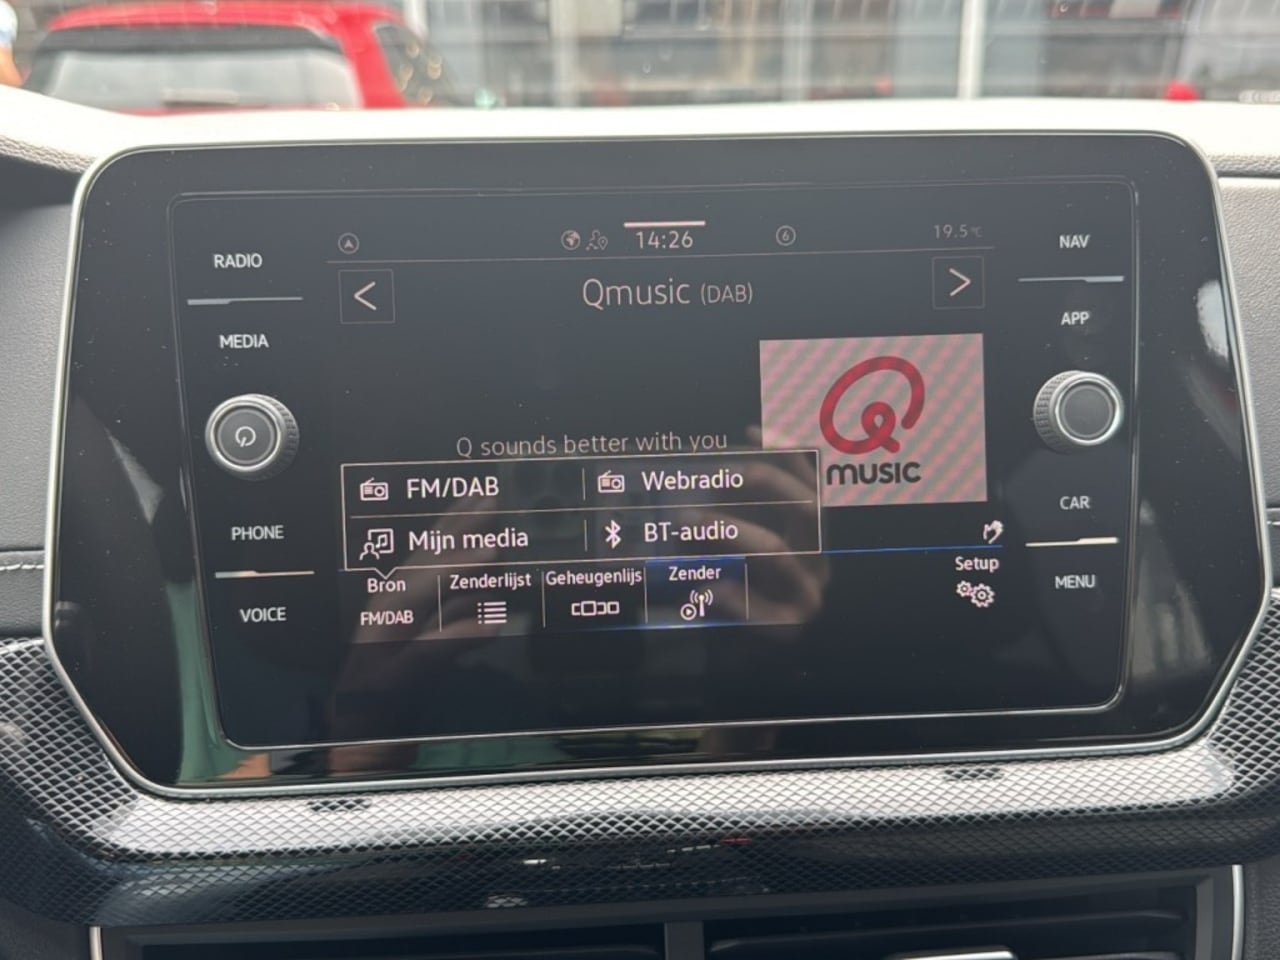 14:26
6
19.5°C
RADIO
NAV
Qmusic (DAB)
MEDIA
APP
Q sounds better with you
Q
music
FM/DAB
Webradio
Mijn media
BT-audio
PHONE
CAR
VOICE
MENU
Bron
Zenderlijst
Geheugenlijst
Zender
Setup
FM/DAB